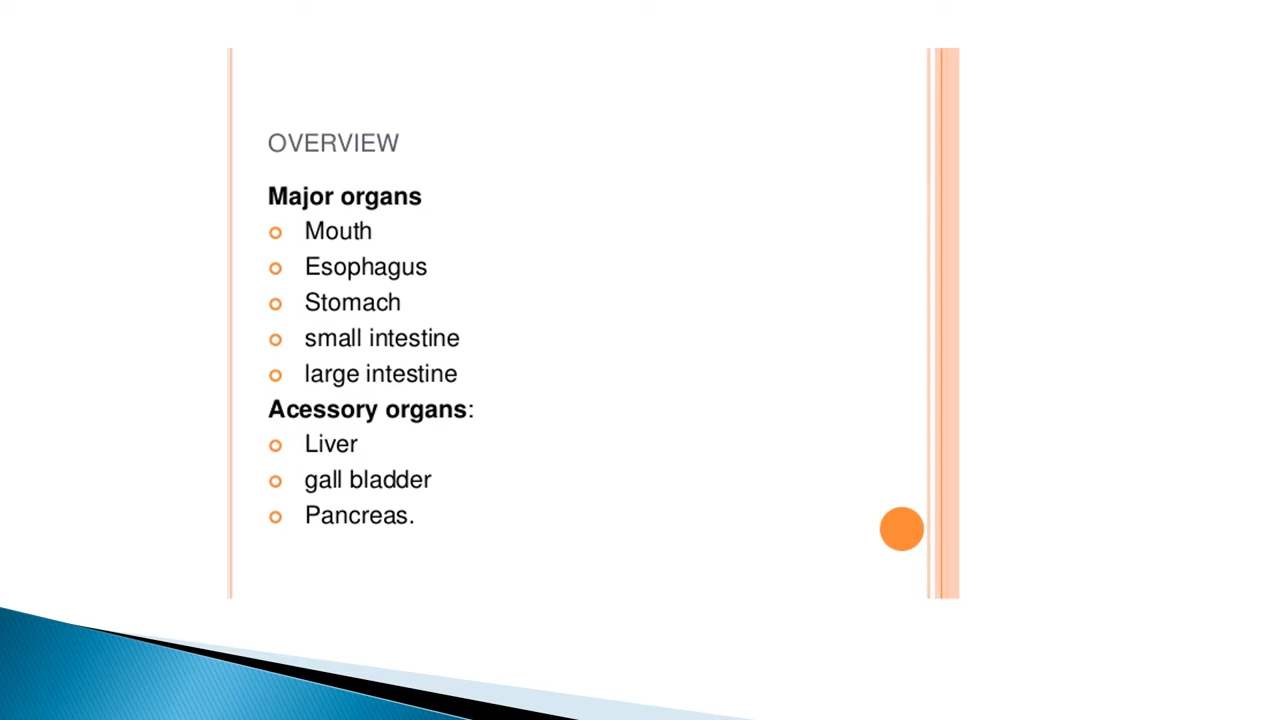 OVERVIEW
Major organs
Mouth
Esophagus
Stomach
small intestine
large intestine
Acessory organs:
Liver
gall bladder
Pancreas.